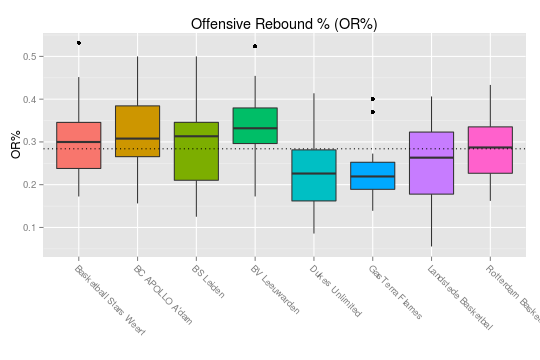 Offensive Rebound % (OR%)
OR%
0.5
0.4
0.3
0.2
0.1
Basketball Stars Weert
BC APOLLO A'dam
BS Leiden
BV Leeuwarden
Dukes Unlimited
GasTerra Flames
Landstede Basketbal
Rotterdam Baske